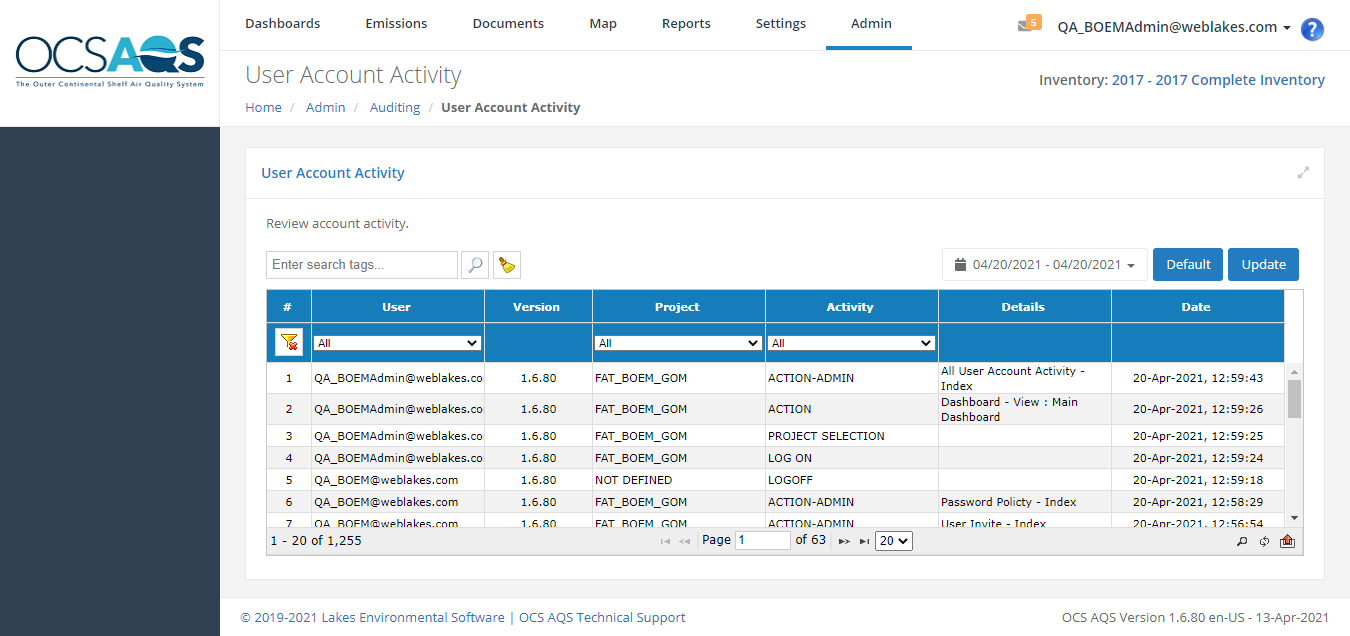 OCSAQS
The Outer Continental Shelf Air Quality System
Dashboards Emissions Documents Map Reports Settings Admin 5 QA_BOEMAdmin@weblakes.com ?
User Account Activity
Inventory: 2017 - 2017 Complete Inventory
Home / Admin / Auditing / User Account Activity
User Account Activity
Review account activity.
Enter search tags... 04/20/2021 - 04/20/2021 Default Update
# User Version Project Activity Details Date
All All All
1 QA_BOEMAdmin@weblakes.co 1.6.80 FAT_BOEM_GOM ACTION-ADMIN All User Account Activity - Index 20-Apr-2021, 12:59:43
2 QA_BOEMAdmin@weblakes.co 1.6.80 FAT_BOEM_GOM ACTION Dashboard - View : Main Dashboard 20-Apr-2021, 12:59:26
3 QA_BOEMAdmin@weblakes.co 1.6.80 FAT_BOEM_GOM PROJECT SELECTION 20-Apr-2021, 12:59:25
4 QA_BOEMAdmin@weblakes.co 1.6.80 FAT_BOEM_GOM LOG ON 20-Apr-2021, 12:59:24
5 QA_BOEM@weblakes.com 1.6.80 NOT DEFINED LOGOFF 20-Apr-2021, 12:59:18
6 QA_BOEM@weblakes.com 1.6.80 FAT_BOEM_GOM ACTION-ADMIN Password Policty - Index 20-Apr-2021, 12:58:29
7 QA_BOEM@weblakes.com 1.6.80 FAT_BOEM_GOM ACTION-ADMIN User Invite - Index 20-Apr-2021, 12:56:54
1 - 20 of 1,255 Page 1 of 63 20
© 2019-2021 Lakes Environmental Software | OCS AQS Technical Support OCS AQS Version 1.6.80 en-US - 13-Apr-2021